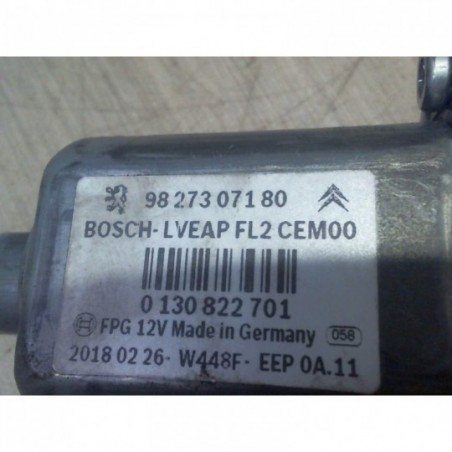 98 273 071 80
BOSCH-LVEAP FL2 CEM00
0 130 822 701
FPG 12V Made in Germany 058
2018 02 26- W448F- EEP 0A.11